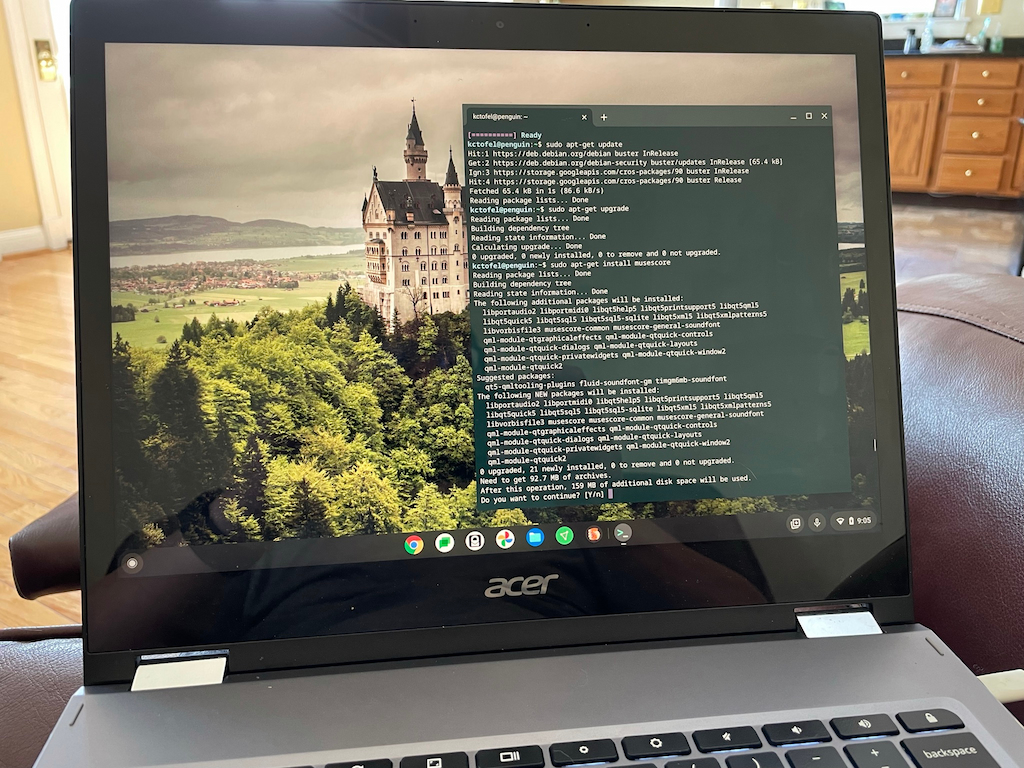 kctofel@penguin: ~
[==========] Ready
kctofel@penguin:~$ sudo apt-get update
Hit:1 https://deb.debian.org/debian buster InRelease
Get:2 https://deb.debian.org/debian-security buster/updates InRelease [65.4 kB]
Ign:3 https://storage.googleapis.com/cros-packages/90 buster InRelease
Hit:4 https://storage.googleapis.com/cros-packages/90 buster Release
Fetched 65.4 kB in 1s (86.6 kB/s)
Reading package lists... Done
kctofel@penguin:~$ sudo apt-get upgrade
Reading package lists... Done
Building dependency tree
Reading state information... Done
Calculating upgrade... Done
0 upgraded, 0 newly installed, 0 to remove and 0 not upgraded.
kctofel@penguin:~$ sudo apt-get install musescore
Reading package lists... Done
Building dependency tree
Reading state information... Done
The following additional packages will be installed:
libportaudio2 libportmidi0 libqt5help5 libqt5printsupport5 libqt5qml5
libqt5quick5 libqt5sql5 libqt5sql5-sqlite libqt5xml5 libqt5xmlpatterns5
libvorbisfile3 musescore-common musescore-general-soundfont
qml-module-qtgraphicaleffects qml-module-qtquick-controls
qml-module-qtquick-dialogs qml-module-qtquick-layouts
qml-module-qtquick-privatewidgets qml-module-qtquick-window2
qml-module-qtquick2
Suggested packages:
qt5-qmltooling-plugins fluid-soundfont-gm timgm6mb-soundfont
The following NEW packages will be installed:
libportaudio2 libportmidi0 libqt5help5 libqt5printsupport5 libqt5qml5
libqt5quick5 libqt5sql5 libqt5sql5-sqlite libqt5xml5 libqt5xmlpatterns5
libvorbisfile3 musescore musescore-common musescore-general-soundfont
qml-module-qtgraphicaleffects qml-module-qtquick-controls
qml-module-qtquick-dialogs qml-module-qtquick-layouts
qml-module-qtquick-privatewidgets qml-module-qtquick-window2
qml-module-qtquick2
0 upgraded, 21 newly installed, 0 to remove and 0 not upgraded.
Need to get 92.7 MB of archives.
After this operation, 159 MB of additional disk space will be used.
Do you want to continue? [Y/n]
9:05
acer
backspace